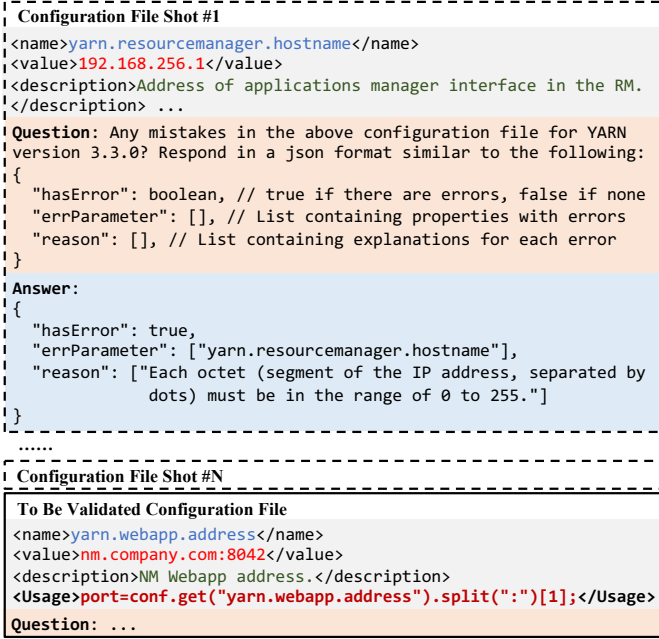 Configuration File Shot #1
<name>yarn.resourcemanager.hostname</name>
<value>192.168.256.1</value>
<description>Address of applications manager interface in the RM.
</description> ...
Question: Any mistakes in the above configuration file for YARN
version 3.3.0? Respond in a json format similar to the following:
{
"hasError": boolean, // true if there are errors, false if none
"errParameter": [], // List containing properties with errors
"reason": [], // List containing explanations for each error
}
Answer:
{
"hasError": true,
"errParameter": ["yarn.resourcemanager.hostname"],
"reason": ["Each octet (segment of the IP address, separated by
dots) must be in the range of 0 to 255."]
}
......
Configuration File Shot #N
To Be Validated Configuration File
<name>yarn.webapp.address</name>
<value>nm.company.com:8042</value>
<description>NM Webapp address.</description>
<Usage>port=conf.get("yarn.webapp.address").split(":")[1];</Usage>
Question: ...